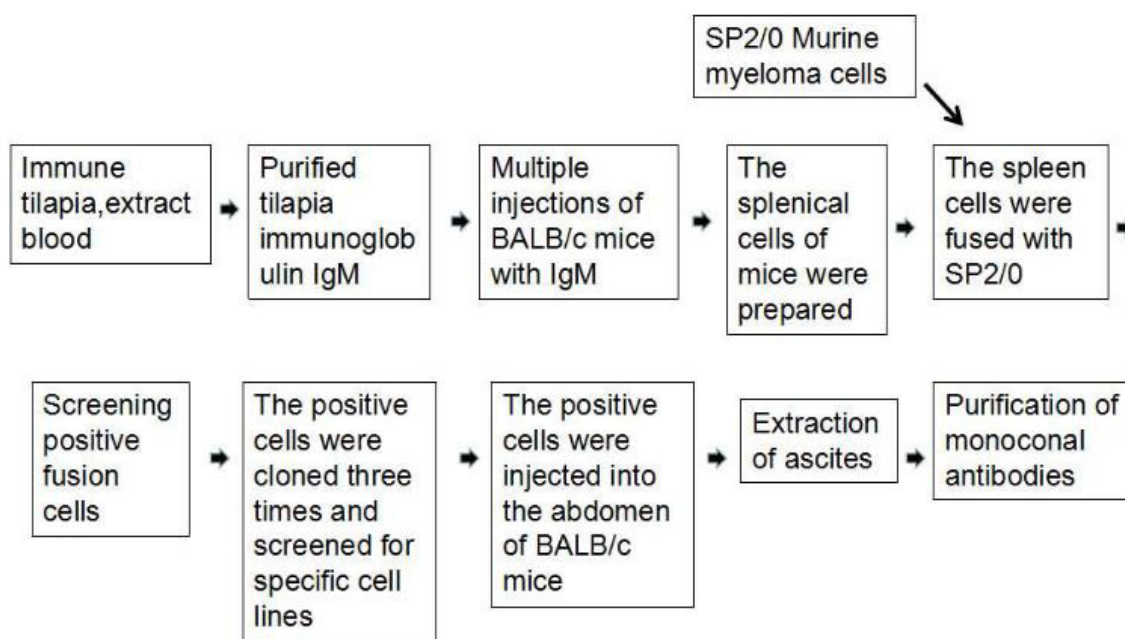 SP2/0 Murine
myeloma cells
Immune
tilapia,extract
blood
Purified
tilapia
immunoglob
ulin IgM
Multiple
injections of
BALB/c mice
with IgM
The
splenical
cells of
mice were
prepared
The spleen
cells were
fused with
SP2/0
Screening
positive
fusion
cells
The positive
cells were
cloned three
times and
screened for
specific cell
lines
The positive
cells were
injected into
the abdomen
of BALB/c
mice
Extraction
of ascites
Purification of
monoconal
antibodies